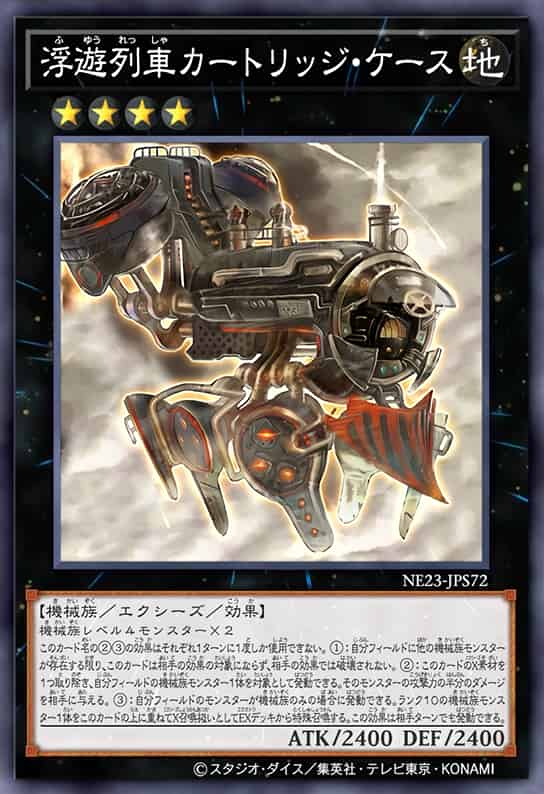 浮遊列車カートリッジ・ケース 地
NE23-JPS72
【機械族／エクシーズ／効果】
機械族レベル4モンスター×2
このカード名の②③の効果はそれぞれ1ターンに1度しか使用できない。①：自分フィールドに他の機械族モンスター
が存在する限り、このカードは相手の効果の対象にならず、相手の効果では破壊されない。②：このカードのX素材を
1つ取り除き、自分フィールドの機械族モンスター1体を対象として発動できる。そのモンスターの攻撃力の半分のダメージ
を相手に与える。③：自分フィールドのモンスターが機械族のみの場合に発動できる。ランク10の機械族モンス
ター1体をこのカードの上に重ねてX召喚扱いとしてEXデッキから特殊召喚する。この効果は相手ターンでも発動できる。
ATK/2400 DEF/2400
©スタジオ・ダイス／集英社・テレビ東京・KONAMI